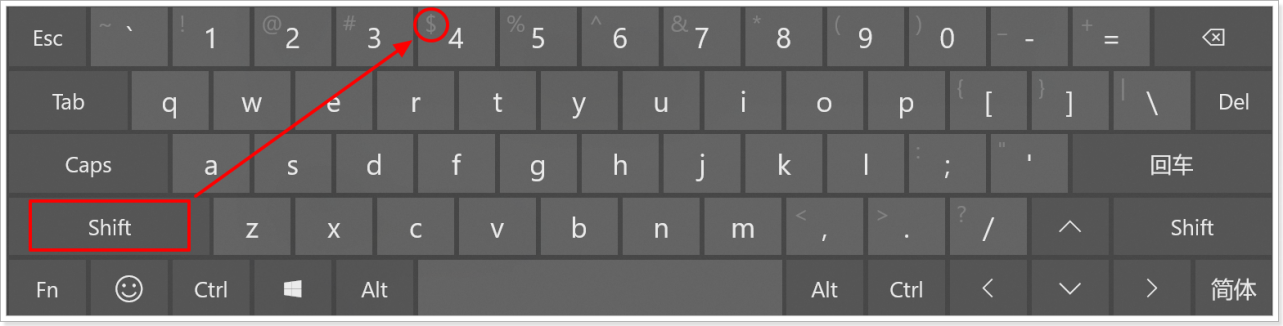 Esc ~ ` ! 1 @ 2 # 3 $ 4 % 5 ^ 6 & 7 * 8 ( 9 ) 0 _ - + =
Tab q w e r t y u i o p { [ } ] | \ Del
Caps a s d f g h j k l : ; " ' 回车
Shift z x c v b n m < , > . ? / Shift
Fn Ctrl Alt Alt Ctrl 简体